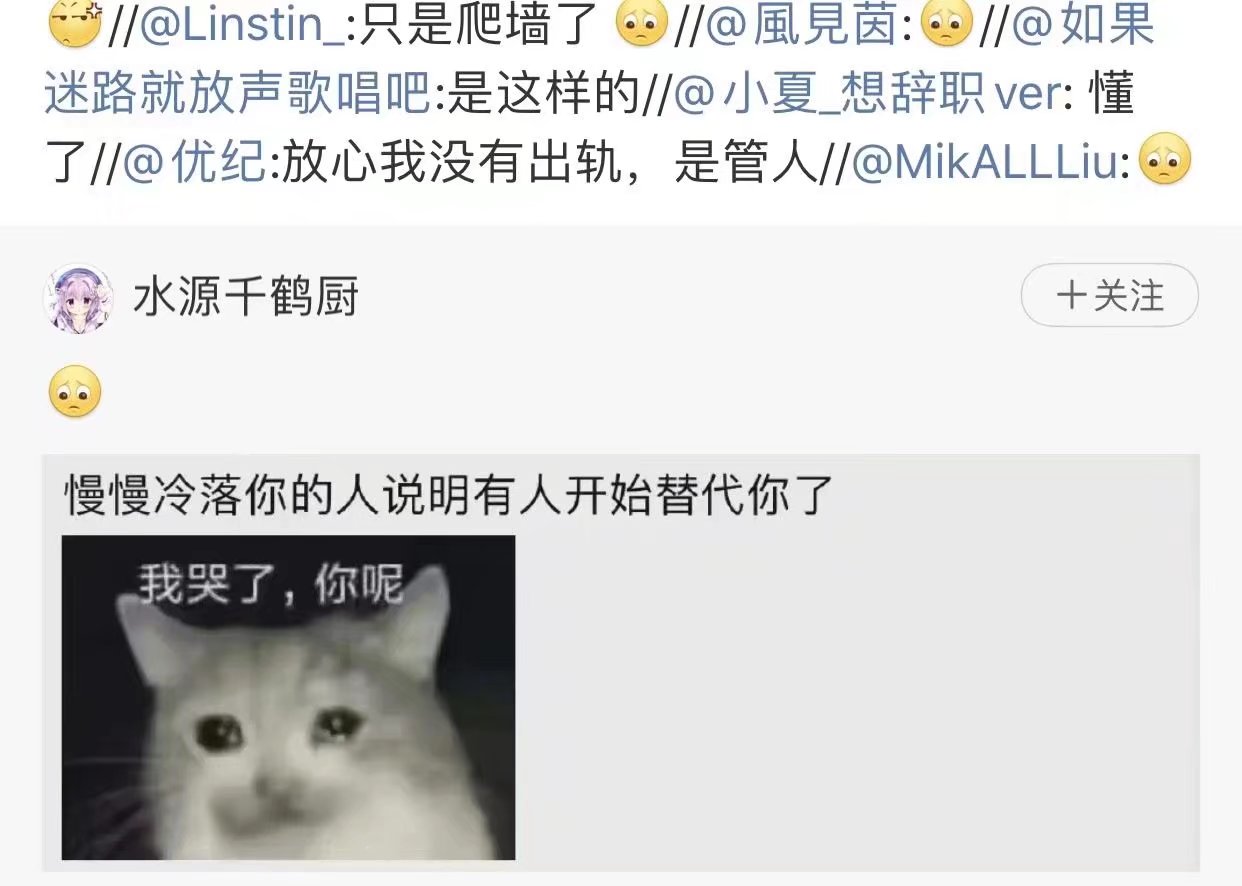 //@Linstin_:只是爬墙了🥺//@風見茵:🥺//@如果
迷路就放声歌唱吧:是这样的//@小夏_想辞职ver: 懂
了//@优纪:放心我没有出轨，是管人//@MikALLLiu:🥺
水源千鹤厨
+关注
🥺
慢慢冷落你的人说明有人开始替代你了
我哭了，你呢